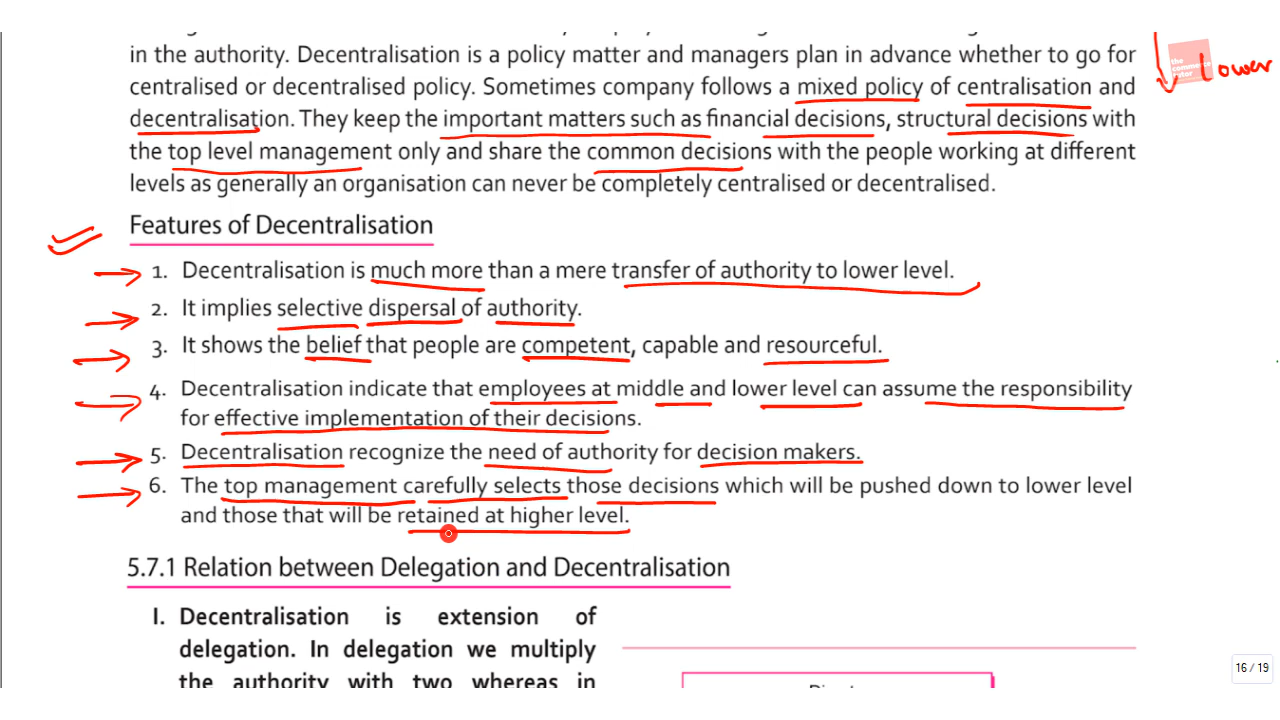 in the authority. Decentralisation is a policy matter and managers plan in advance whether to go for
centralised or decentralised policy. Sometimes company follows a mixed policy of centralisation and
decentralisation. They keep the important matters such as financial decisions, structural decisions with
the top level management only and share the common decisions with the people working at different
levels as generally an organisation can never be completely centralised or decentralised.
the
commerce
tutor
lower
Features of Decentralisation
1. Decentralisation is much more than a mere transfer of authority to lower level.
2. It implies selective dispersal of authority.
3. It shows the belief that people are competent, capable and resourceful.
4. Decentralisation indicate that employees at middle and lower level can assume the responsibility
for effective implementation of their decisions.
5. Decentralisation recognize the need of authority for decision makers.
6. The top management carefully selects those decisions which will be pushed down to lower level
and those that will be retained at higher level.
5.7.1 Relation between Delegation and Decentralisation
I. Decentralisation is extension of
delegation. In delegation we multiply
the authority with two whereas in
16 / 19